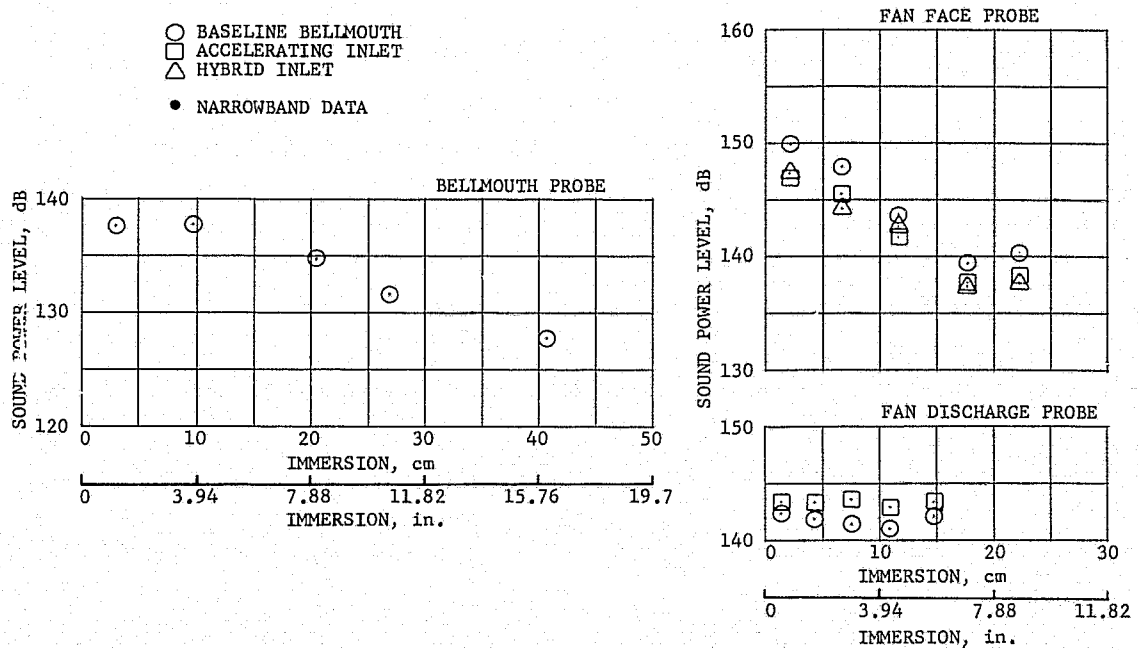 BASELINE BELLMOUTH
ACCELERATING INLET
HYBRID INLET
NARROWBAND DATA
BELLMOUTH PROBE
SOUND POWER LEVEL, dB
140
130
120
0 10 20 30 40 50
IMMERSION, cm
0 3.94 7.88 11.82 15.76 19.7
IMMERSION, in.
FAN FACE PROBE
SOUND POWER LEVEL, dB
160
150
140
130
FAN DISCHARGE PROBE
150
140
0 10 20 30
IMMERSION, cm
0 3.94 7.88 11.82
IMMERSION, in.